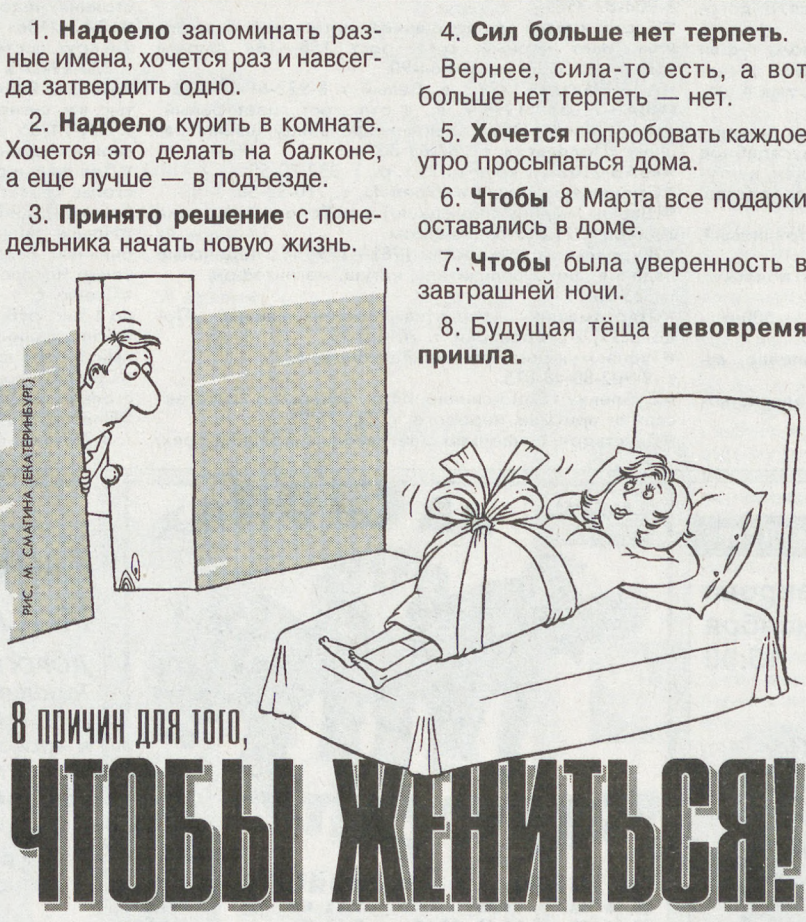 1. Надоело запоминать раз-
ные имена, хочется раз и навсег-
да затвердить одно.
2. Надоело курить в комнате.
Хочется это делать на балконе,
а еще лучше — в подъезде.
3. Принято решение с поне-
дельника начать новую жизнь.
4. Сил больше нет терпеть.
Вернее, сила-то есть, а вот
больше нет терпеть — нет.
5. Хочется попробовать каждое
утро просыпаться дома.
6. Чтобы 8 Марта все подарки
оставались в доме.
7. Чтобы была уверенность в
завтрашней ночи.
8. Будущая тёща невовремя
пришла.
РИС. М. СМАГИНА (ЕКАТЕРИНБУРГ)
8 причин для того,
ЧТОБЫ ЖЕНИТЬСЯ!